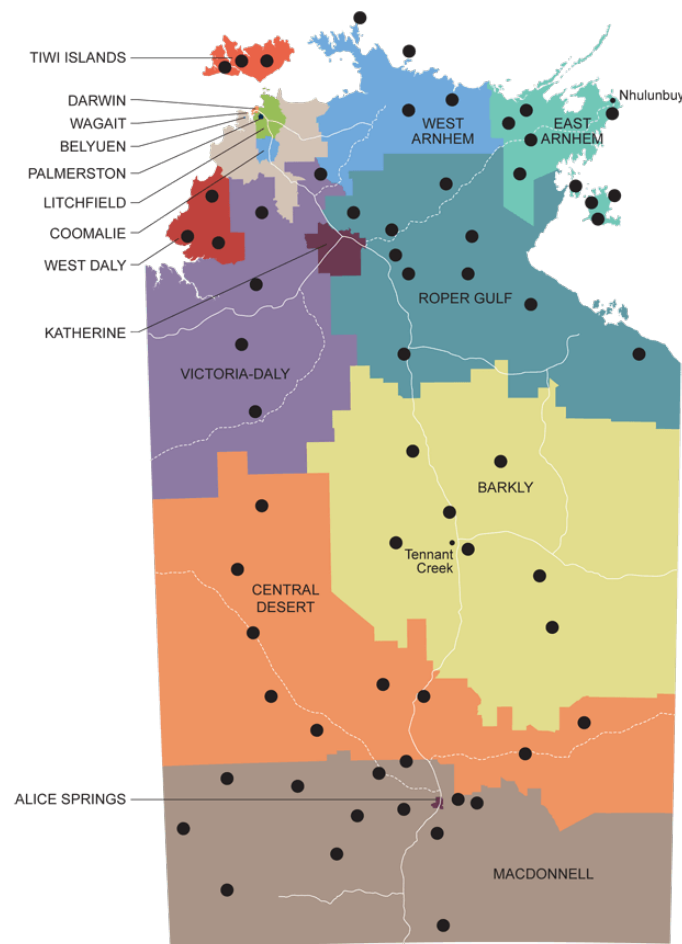 TIWI ISLANDS
DARWIN
WAGAIT
BELYUEN
PALMERSTON
LITCHFIELD
COOMALIE
WEST DALY
KATHERINE
Nhulunbuy
WEST
ARNHEM
EAST
ARNHEM
ROPER GULF
VICTORIA-DALY
BARKLY
Tennant
Creek
CENTRAL
DESERT
ALICE SPRINGS
MACDONNELL